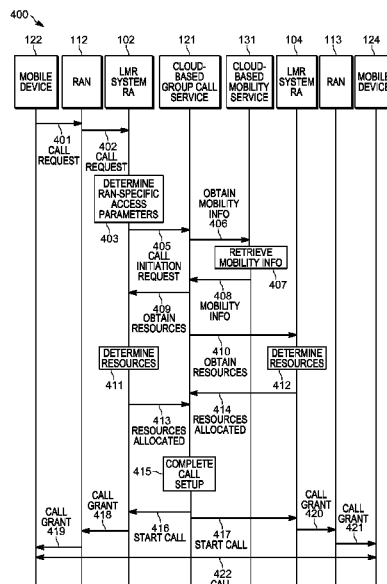 400
122
112
102
121
131
104
113
124
MOBILE
DEVICE
RAN
LMR
SYSTEM
RA
CLOUD-
BASED
GROUP CALL
SERVICE
CLOUD-
BASED
MOBILITY
SERVICE
LMR
SYSTEM
RA
RAN
MOBILE
DEVICE
401
CALL
REQUEST
402
CALL
REQUEST
DETERMINE
RAN-SPECIFIC
ACCESS
PARAMETERS
403
405
CALL
INITIATION
REQUEST
OBTAIN
MOBILITY
INFO
406
RETRIEVE
MOBILITY INFO
407
408
MOBILITY
INFO
409
OBTAIN
RESOURCES
410
OBTAIN
RESOURCES
DETERMINE
RESOURCES
411
DETERMINE
RESOURCES
412
413
RESOURCES
ALLOCATED
414
RESOURCES
ALLOCATED
415
COMPLETE
CALL
SETUP
416
START CALL
417
START CALL
CALL
GRANT
418
CALL
GRANT
419
CALL
GRANT
420
CALL
GRANT
421
422
CALL